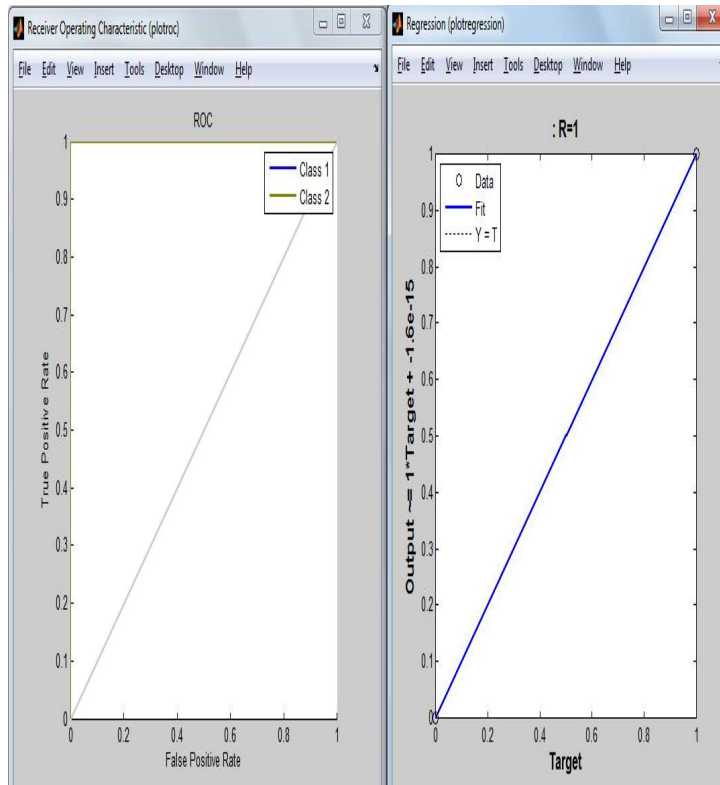 Receiver Operating Characteristic (plotroc)
File Edit View Insert Tools Desktop Window Help
ROC
Class 1
Class 2
True Positive Rate
1
0.9
0.8
0.7
0.6
0.5
0.4
0.3
0.2
0.1
0
0 0.2 0.4 0.6 0.8 1
False Positive Rate
Regression (plotregression)
File Edit View Insert Tools Desktop Window Help
: R=1
Data
Fit
Y = T
Output ~= 1*Target + -1.6e-15
1
0.9
0.8
0.7
0.6
0.5
0.4
0.3
0.2
0.1
0
0 0.2 0.4 0.6 0.8 1
Target